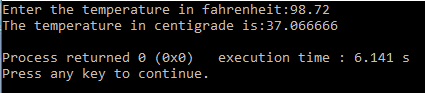 Enter the temperature in fahrenheit:98.72
The temperature in centigrade is:37.066666
Process returned 0 (0x0)   execution time : 6.141 s
Press any key to continue.